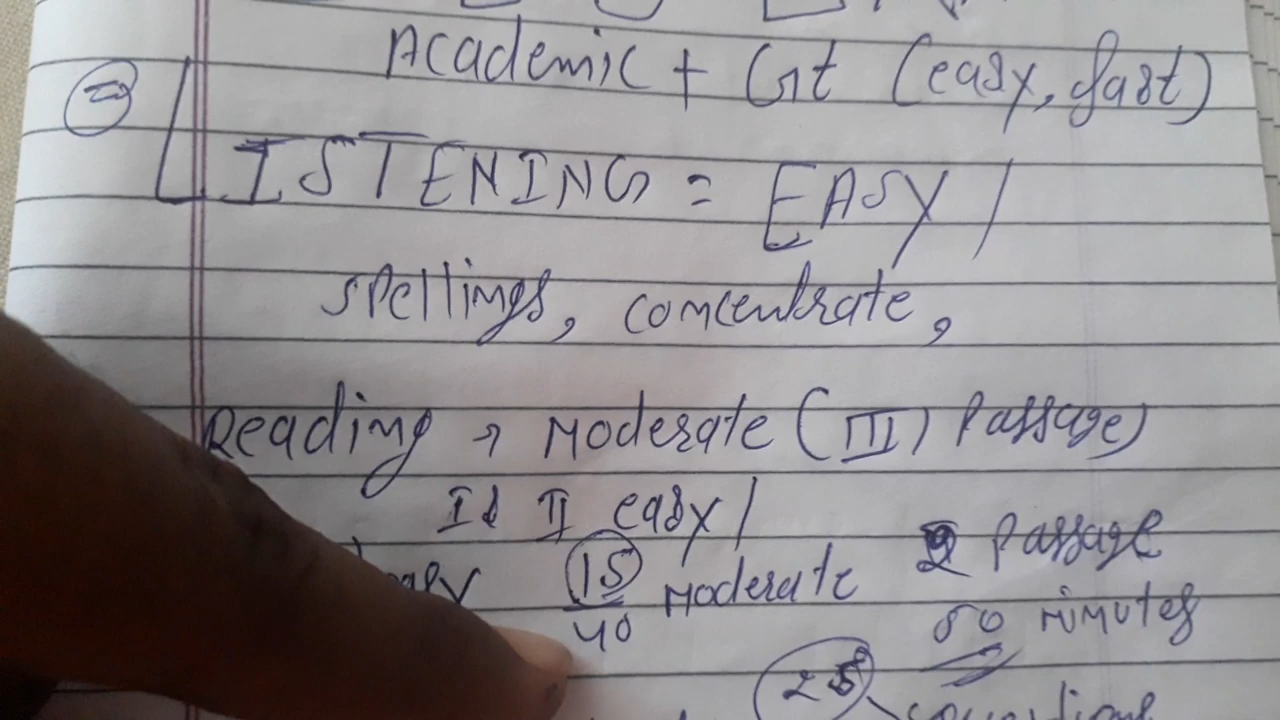 Academic + Gt (easy, fast)
LISTENING = EASY /
spellings, concentrate,
Reading → Moderate (III) Passage)
I & II easy /
15/40 Moderate 2 Passage
50 minutes
25